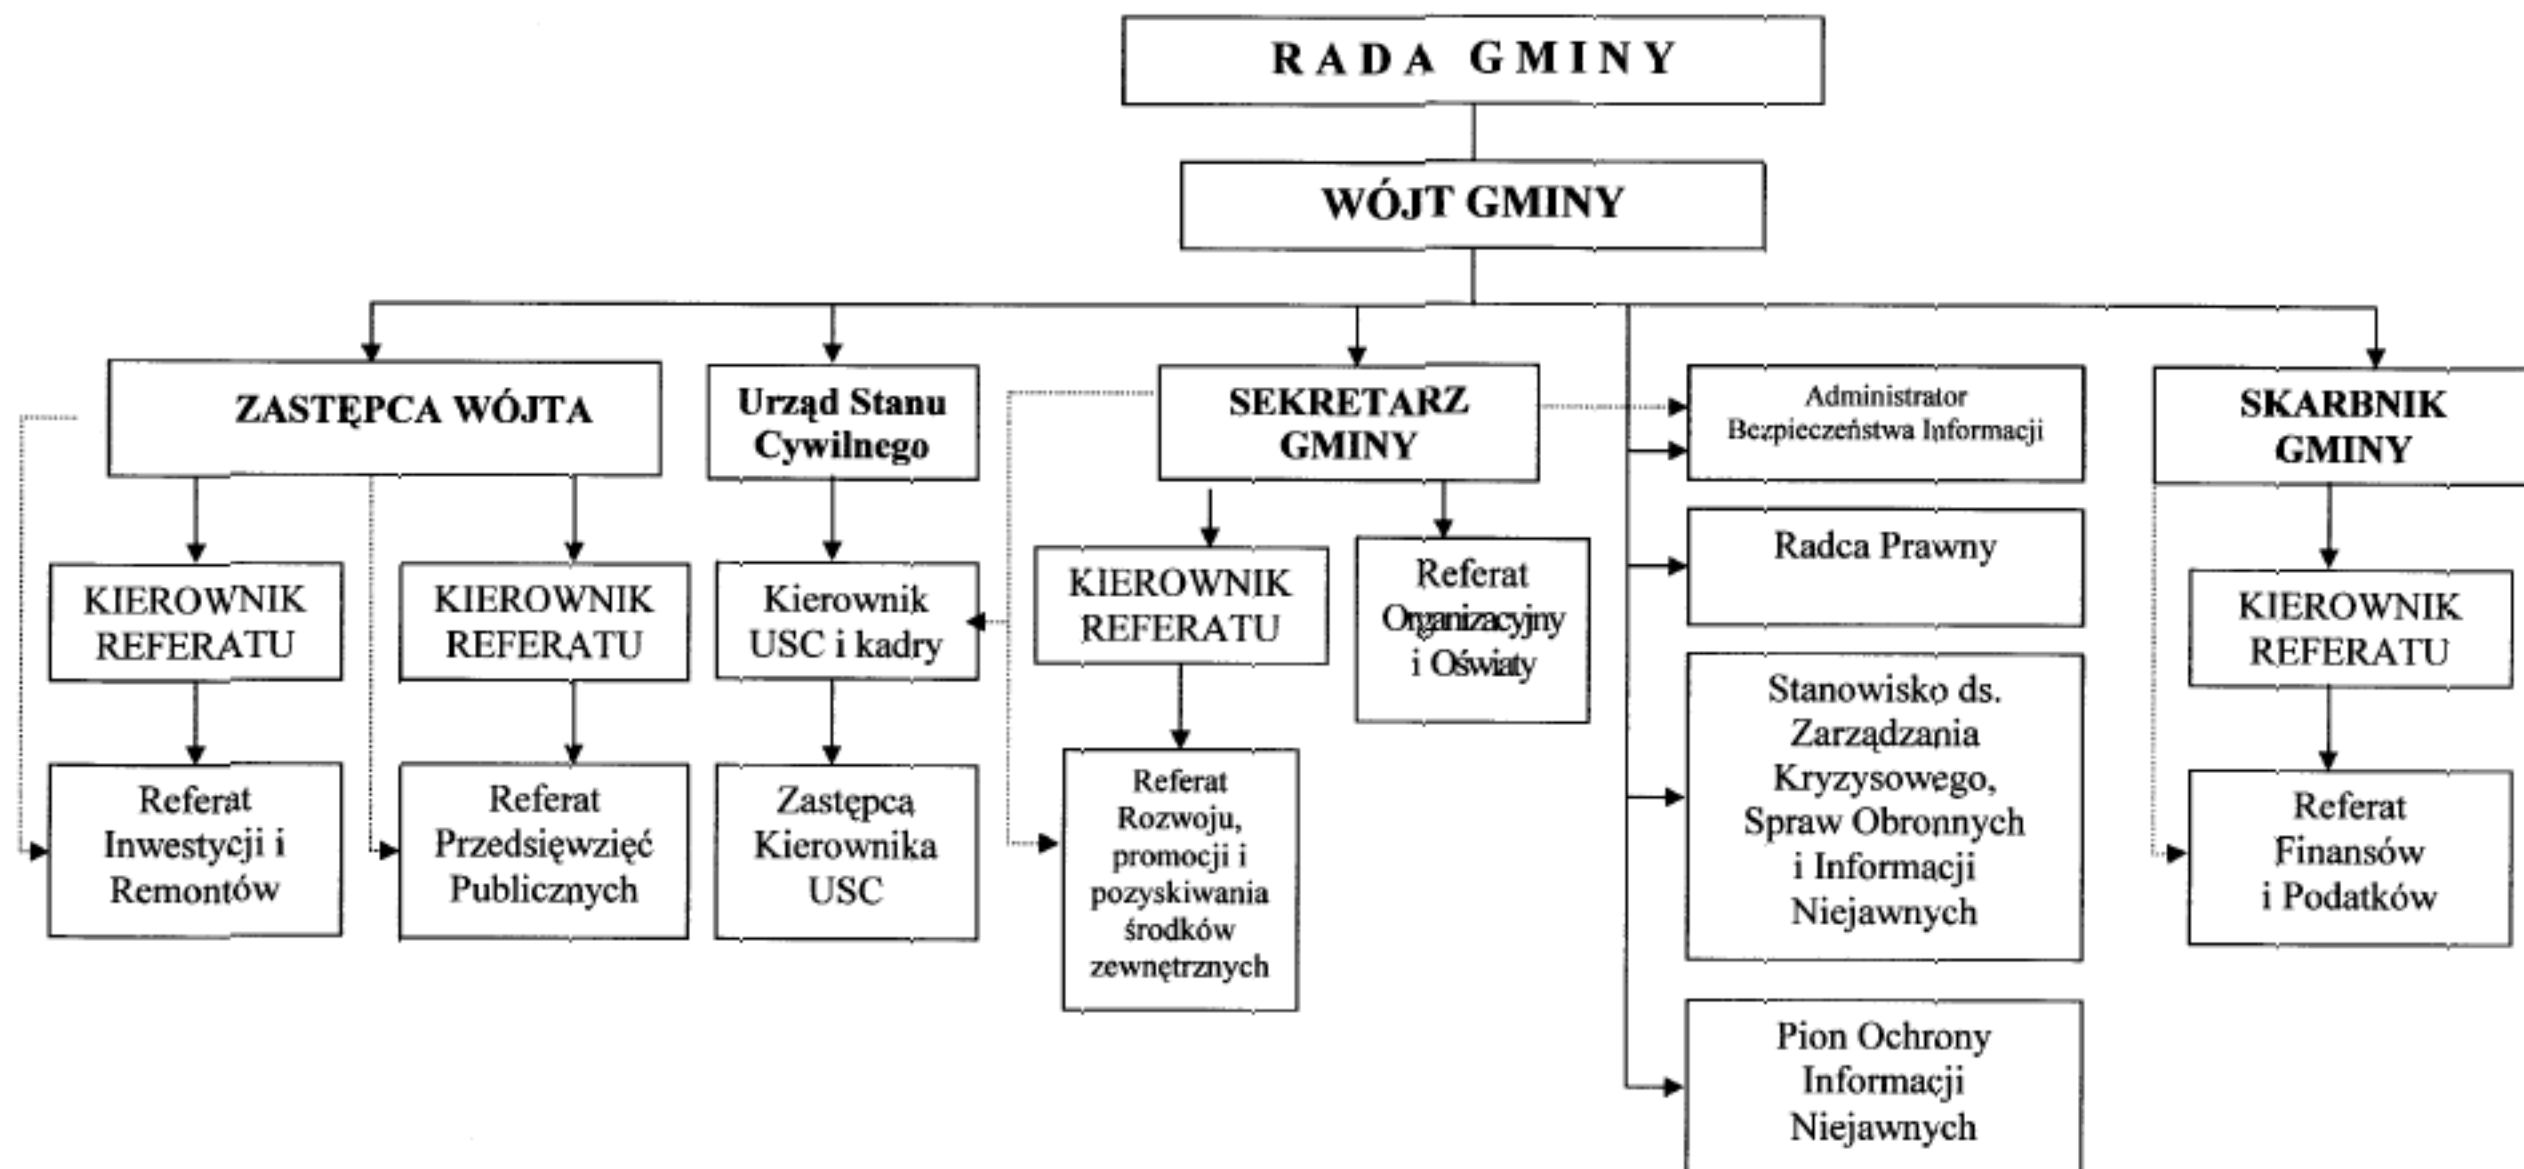 RADA GMINY
WÓJT GMINY
ZASTĘPCA WÓJTA
Urząd Stanu
Cywilnego
SEKRETARZ
GMINY
Administrator
Bezpieczeństwa Informacji
SKARBNIK
GMINY
KIEROWNIK
REFERATU
KIEROWNIK
REFERATU
Kierownik
USC i kadry
KIEROWNIK
REFERATU
Referat
Organizacyjny
i Oświaty
Radca Prawny
KIEROWNIK
REFERATU
Referat
Inwestycji i
Remontów
Referat
Przedsięwzięć
Publicznych
Zastępca
Kierownika
USC
Referat
Rozwoju,
promocji i
pozyskiwania
środków
zewnętrznych
Stanowisko ds.
Zarządzania
Kryzysowego,
Spraw Obronnych
i Informacji
Niejawnych
Referat
Finansów
i Podatków
Pion Ochrony
Informacji
Niejawnych